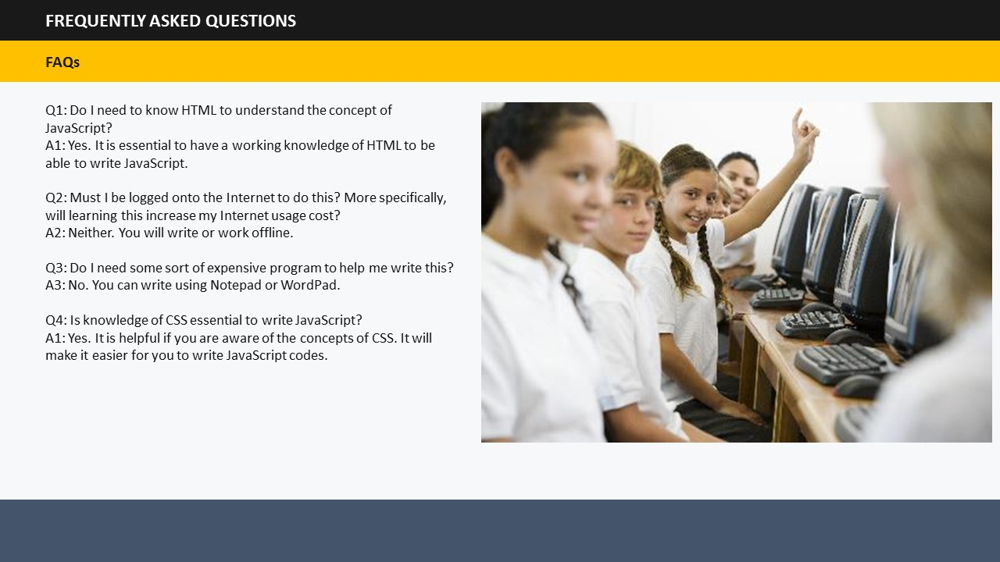 FREQUENTLY ASKED QUESTIONS
FAQs
Q1: Do I need to know HTML to understand the concept of
JavaScript?
A1: Yes. It is essential to have a working knowledge of HTML to be
able to write JavaScript.
Q2: Must I be logged onto the Internet to do this? More specifically,
will learning this increase my Internet usage cost?
A2: Neither. You will write or work offline.
Q3: Do I need some sort of expensive program to help me write this?
A3: No. You can write using Notepad or WordPad.
Q4: Is knowledge of CSS essential to write JavaScript?
A1: Yes. It is helpful if you are aware of the concepts of CSS. It will
make it easier for you to write JavaScript codes.